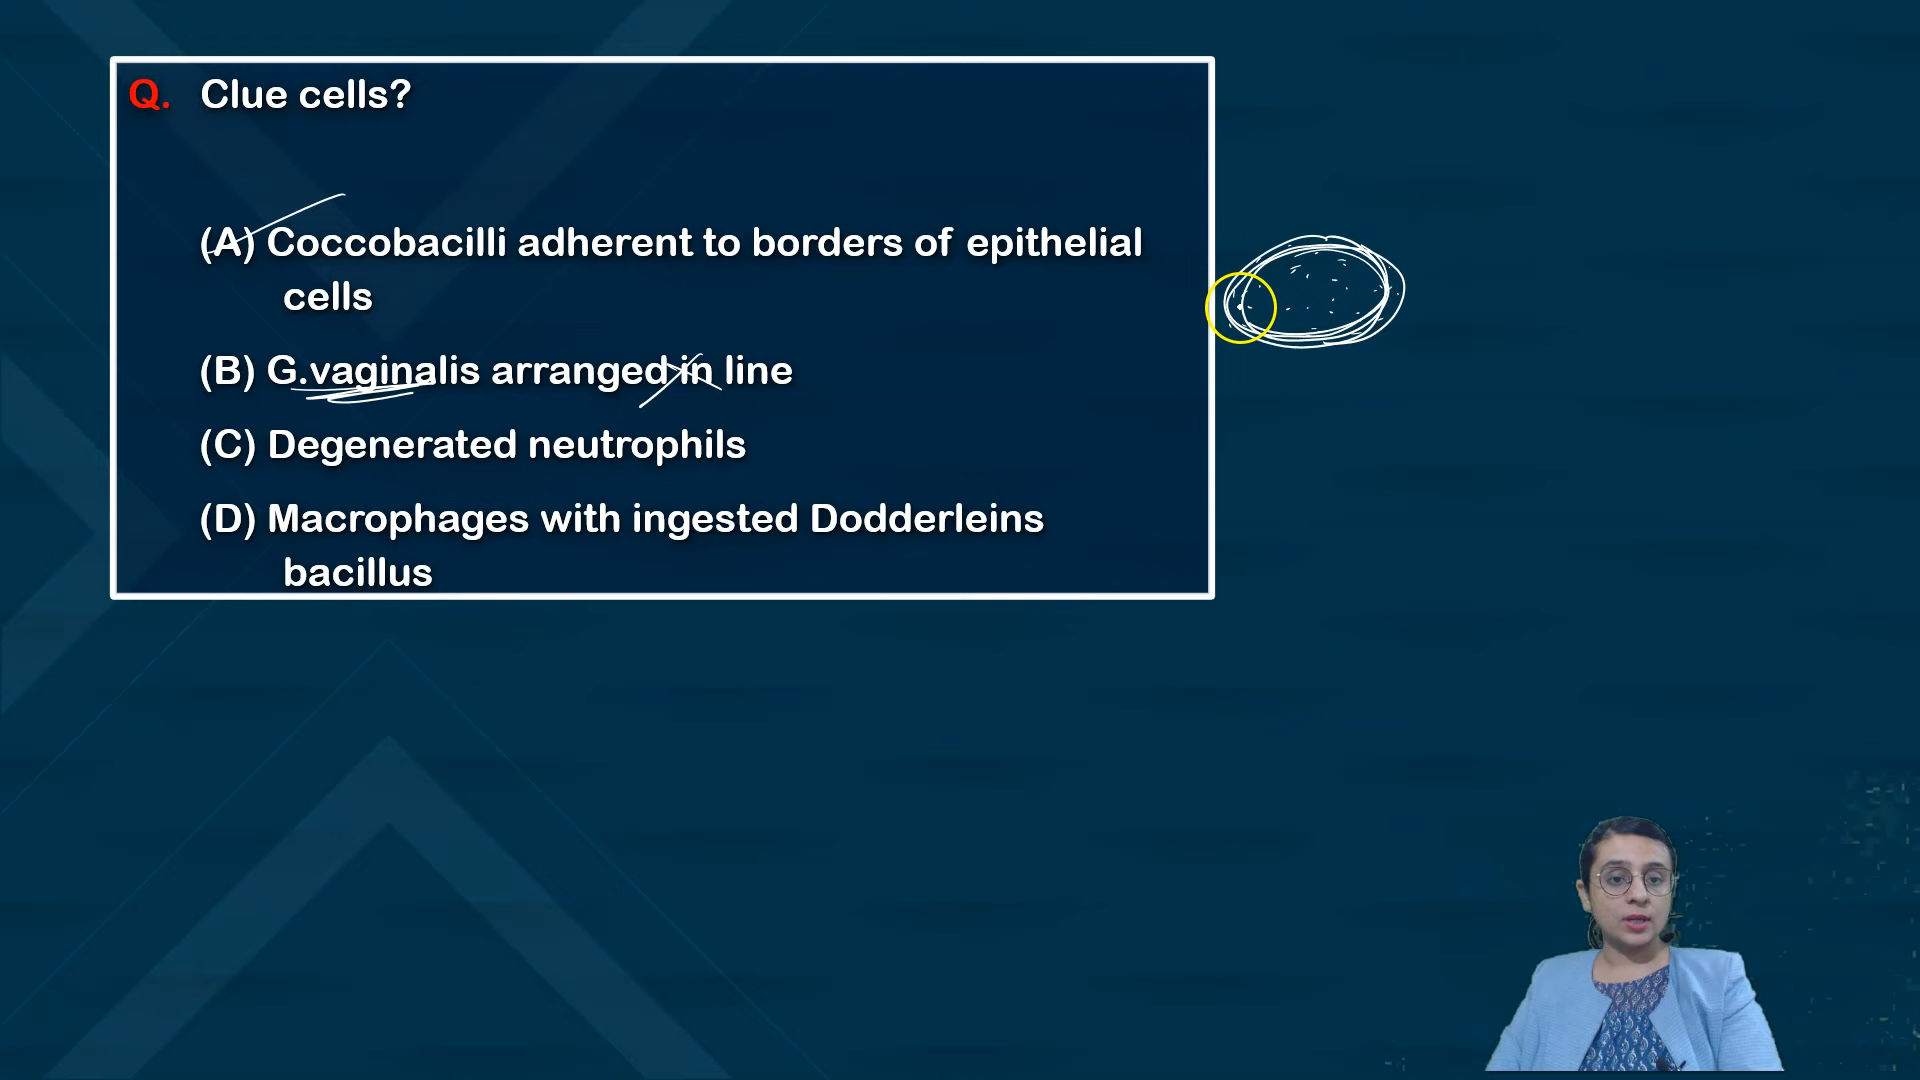 Q. Clue cells?
(A) Coccobacilli adherent to borders of epithelial
cells
(B) G.vaginalis arranged in line
(C) Degenerated neutrophils
(D) Macrophages with ingested Dodderleins
bacillus